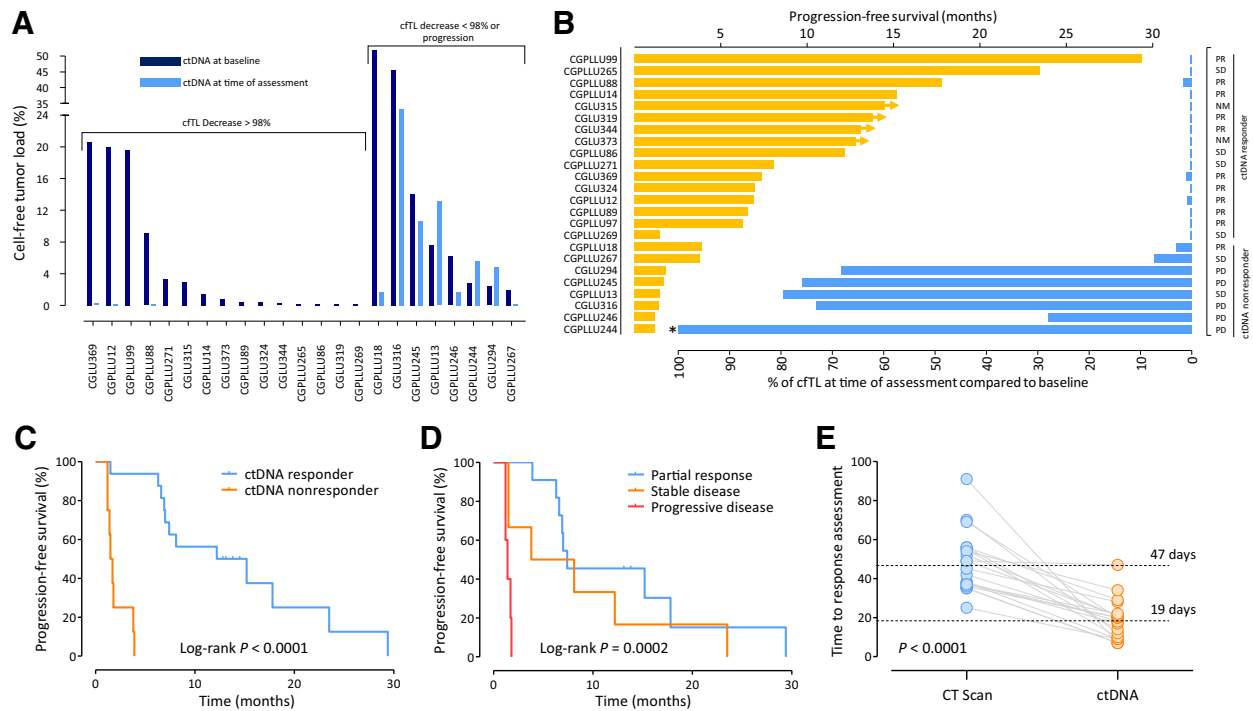 A
cfTL decrease < 98% or
progression
ctDNA at baseline
ctDNA at time of assessment
cfTL Decrease > 98%
Cell-free tumor load (%)
50
45
40
35
24
20
16
12
8
4
0
CGLU369
CGPLLU12
CGPLLU99
CGPLLU88
CGPLLU271
CGLU315
CGPLLU14
CGLU373
CGPLLU89
CGLU324
CGLU344
CGPLLU265
CGPLLU86
CGLU319
CGPLLU269
CGPLLU18
CGLU316
CGPLLU245
CGPLLU13
CGPLLU246
CGPLLU244
CGLU294
CGPLLU267
B
Progression-free survival (months)
5 10 15 20 25 30
CGPLLU99 PR
CGPLLU265 SD
CGPLLU88 PR
CGPLLU14 PR
CGLU315 NM
CGLU319 PR
CGLU344 PR
CGLU373 NM
CGPLLU86 SD
CGPLLU271 SD
CGLU369 PR
CGLU324 PR
CGPLLU12 PR
CGPLLU89 PR
CGPLLU97 PR
CGPLLU269 SD
CGPLLU18 PR
CGPLLU267 SD
CGLU294 PD
CGPLLU245 PD
CGPLLU13 SD
CGLU316 PD
CGPLLU246 PD
CGPLLU244 * PD
ctDNA responder
ctDNA nonresponder
100 90 80 70 60 50 40 30 20 10 0
% of cfTL at time of assessment compared to baseline
C
Progression-free survival (%)
100
80
60
40
20
0
ctDNA responder
ctDNA nonresponder
Log-rank P < 0.0001
0 10 20 30
Time (months)
D
Progression-free survival (%)
100
80
60
40
20
0
Partial response
Stable disease
Progressive disease
Log-rank P = 0.0002
0 10 20 30
Time (months)
E
Time to response assessment
100
80
60
40
20
0
47 days
19 days
P < 0.0001
CT Scan ctDNA